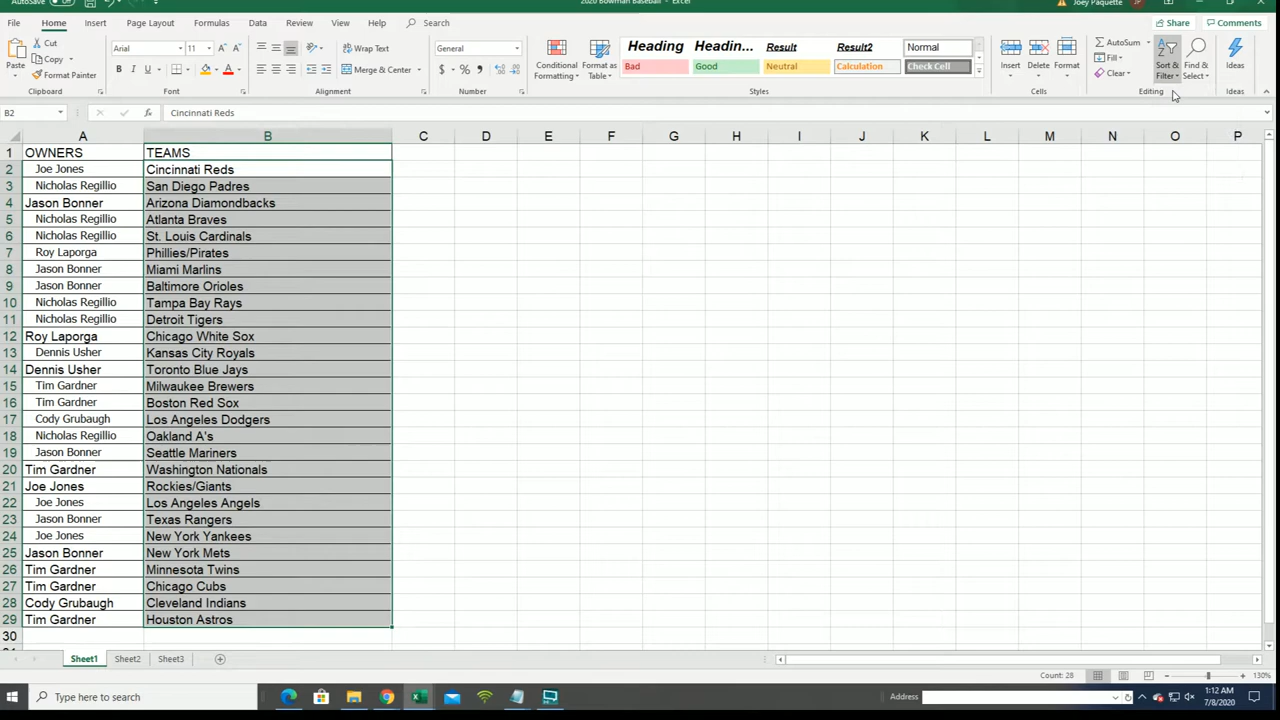 AutoSave
2020 Bowman Baseball - Excel
Joey Paquette
JP
File Home Insert Page Layout Formulas Data Review View Help Search Share Comments
Paste Cut Copy Format Painter
Clipboard
Arial 11 A A
B I U
Font
Wrap Text
Merge & Center
Alignment
General
$ % ,
Number
Conditional Formatting
Format as Table
Heading Headin... Result Result2 Normal
Bad Good Neutral Calculation Check Cell
Styles
Insert Delete Format
Cells
AutoSum
Fill
Clear
Sort & Filter
Find & Select
Editing
Ideas
Ideas
B2 fx Cincinnati Reds
A B C D E F G H I J K L M N O P
1 OWNERS TEAMS
2 Joe Jones Cincinnati Reds
3 Nicholas Regillio San Diego Padres
4 Jason Bonner Arizona Diamondbacks
5 Nicholas Regillio Atlanta Braves
6 Nicholas Regillio St. Louis Cardinals
7 Roy Laporga Phillies/Pirates
8 Jason Bonner Miami Marlins
9 Jason Bonner Baltimore Orioles
10 Nicholas Regillio Tampa Bay Rays
11 Nicholas Regillio Detroit Tigers
12 Roy Laporga Chicago White Sox
13 Dennis Usher Kansas City Royals
14 Dennis Usher Toronto Blue Jays
15 Tim Gardner Milwaukee Brewers
16 Tim Gardner Boston Red Sox
17 Cody Grubaugh Los Angeles Dodgers
18 Nicholas Regillio Oakland A's
19 Jason Bonner Seattle Mariners
20 Tim Gardner Washington Nationals
21 Joe Jones Rockies/Giants
22 Joe Jones Los Angeles Angels
23 Jason Bonner Texas Rangers
24 Joe Jones New York Yankees
25 Jason Bonner New York Mets
26 Tim Gardner Minnesota Twins
27 Tim Gardner Chicago Cubs
28 Cody Grubaugh Cleveland Indians
29 Tim Gardner Houston Astros
30
Sheet1 Sheet2 Sheet3
Count: 28 130%
Type here to search
Address
1:12 AM
7/8/2020